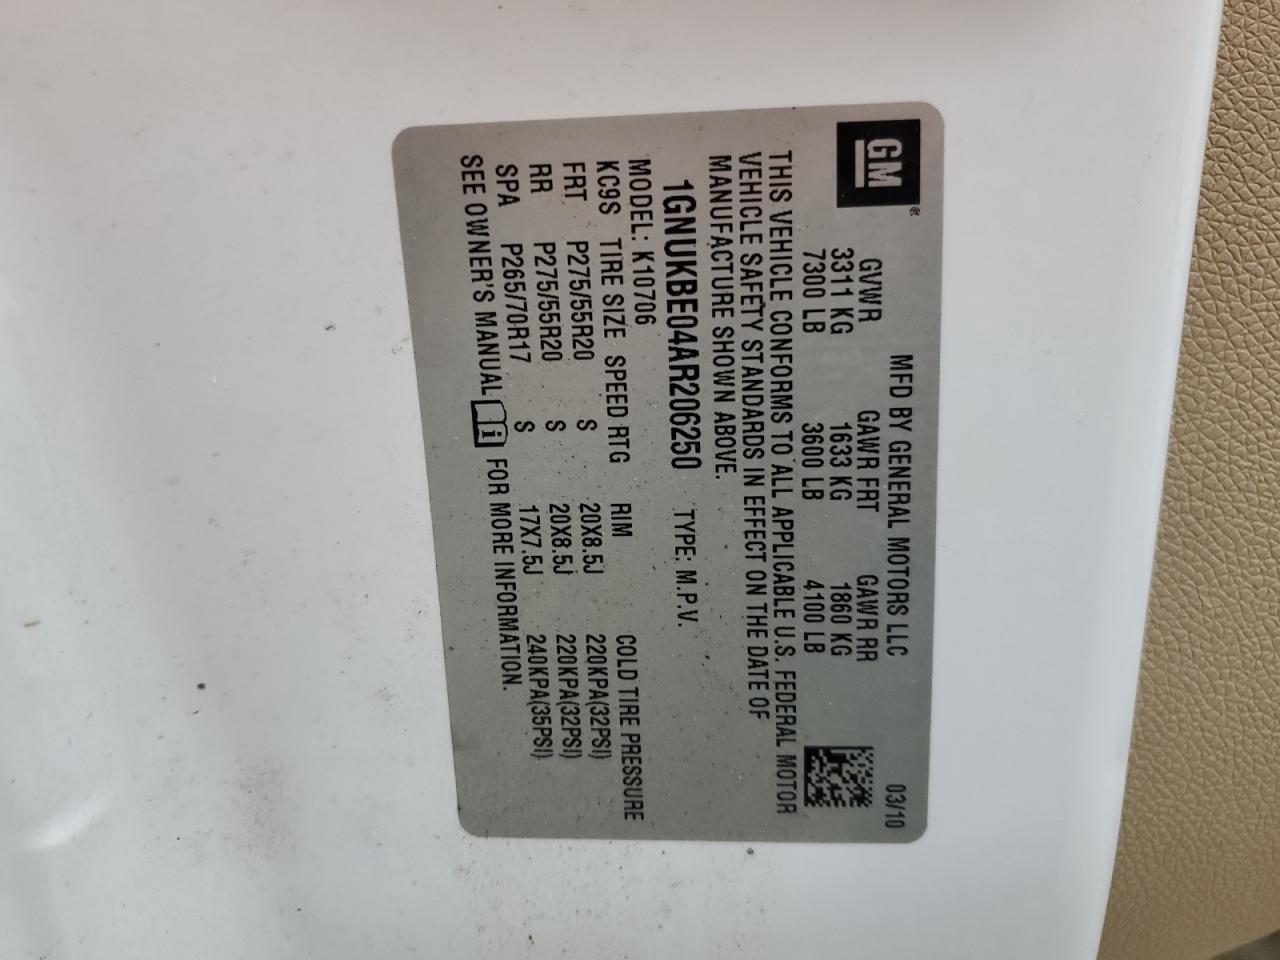 GM®
MFD BY GENERAL MOTORS LLC 03/10
GVWR GAWR FRT GAWR RR
3311 KG 1633 KG 1860 KG
7300 LB 3600 LB 4100 LB
THIS VEHICLE CONFORMS TO ALL APPLICABLE U.S. FEDERAL MOTOR
VEHICLE SAFETY STANDARDS IN EFFECT ON THE DATE OF
MANUFACTURE SHOWN ABOVE.
1GNUKBE04AR206250 TYPE: M.P.V.
MODEL: K10706
KC9S TIRE SIZE SPEED RTG RIM COLD TIRE PRESSURE
FRT P275/55R20 S 20X8.5J 220KPA(32PSI)
RR P275/55R20 S 20X8.5J 220KPA(32PSI)
SPA P265/70R17 S 17X7.5J 240KPA(35PSI)
SEE OWNER'S MANUAL i FOR MORE INFORMATION.